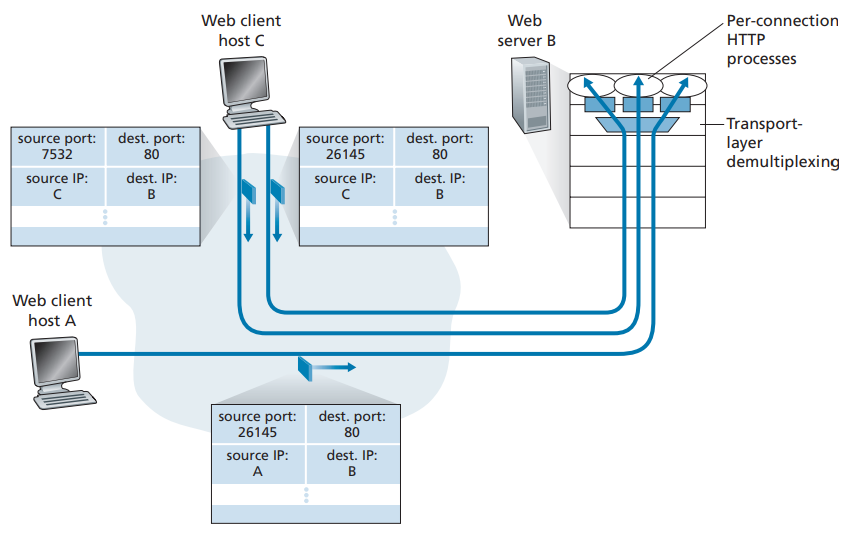 Web client
host C
Web
server B
Per-connection
HTTP
processes
Transport-
layer
demultiplexing
source port:
7532
dest. port:
80
source IP:
C
dest. IP:
B
source port:
26145
dest. port:
80
source IP:
C
dest. IP:
B
Web client
host A
source port:
26145
dest. port:
80
source IP:
A
dest. IP:
B